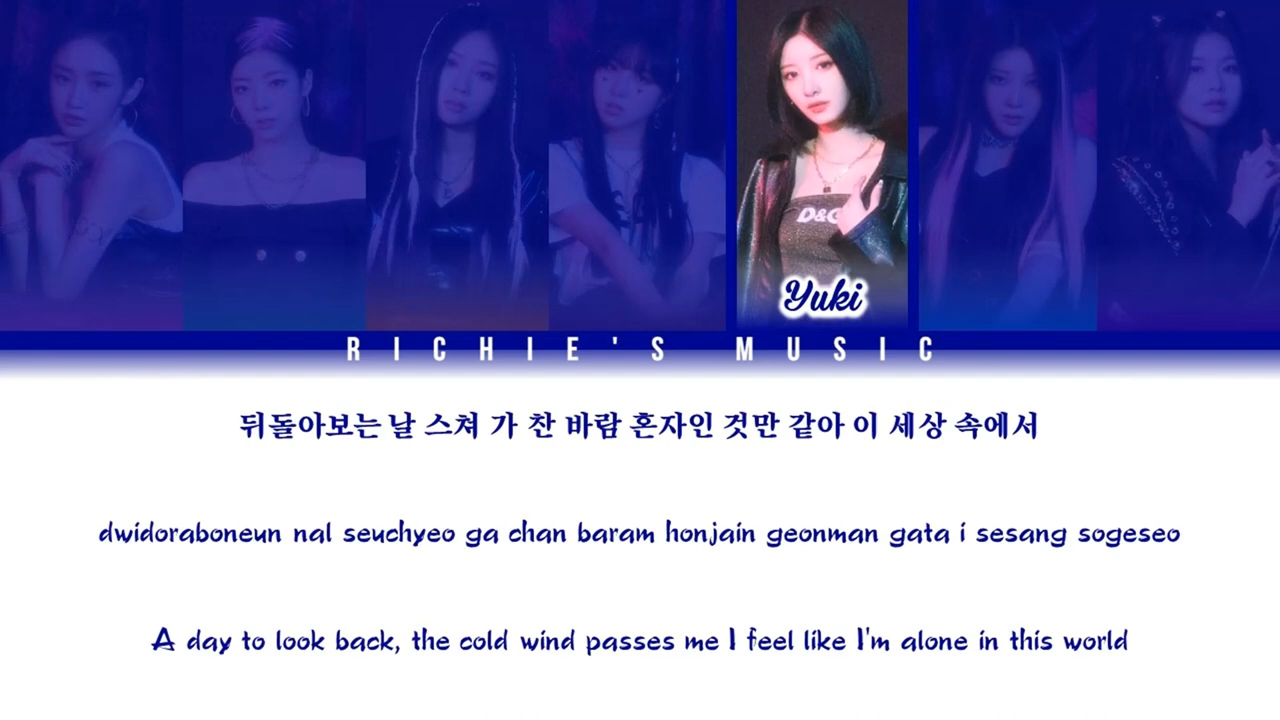 D&G
Yuki
RICHIE'S MUSIC
뒤돌아보는 날 스쳐 가 찬 바람 혼자인 것만 같아 이 세상 속에서
dwidoraboneun nal seuchyeo ga chan baram honjain geonman gata i sesang sogeseo
A day to look back, the cold wind passes me I feel like I'm alone in this world